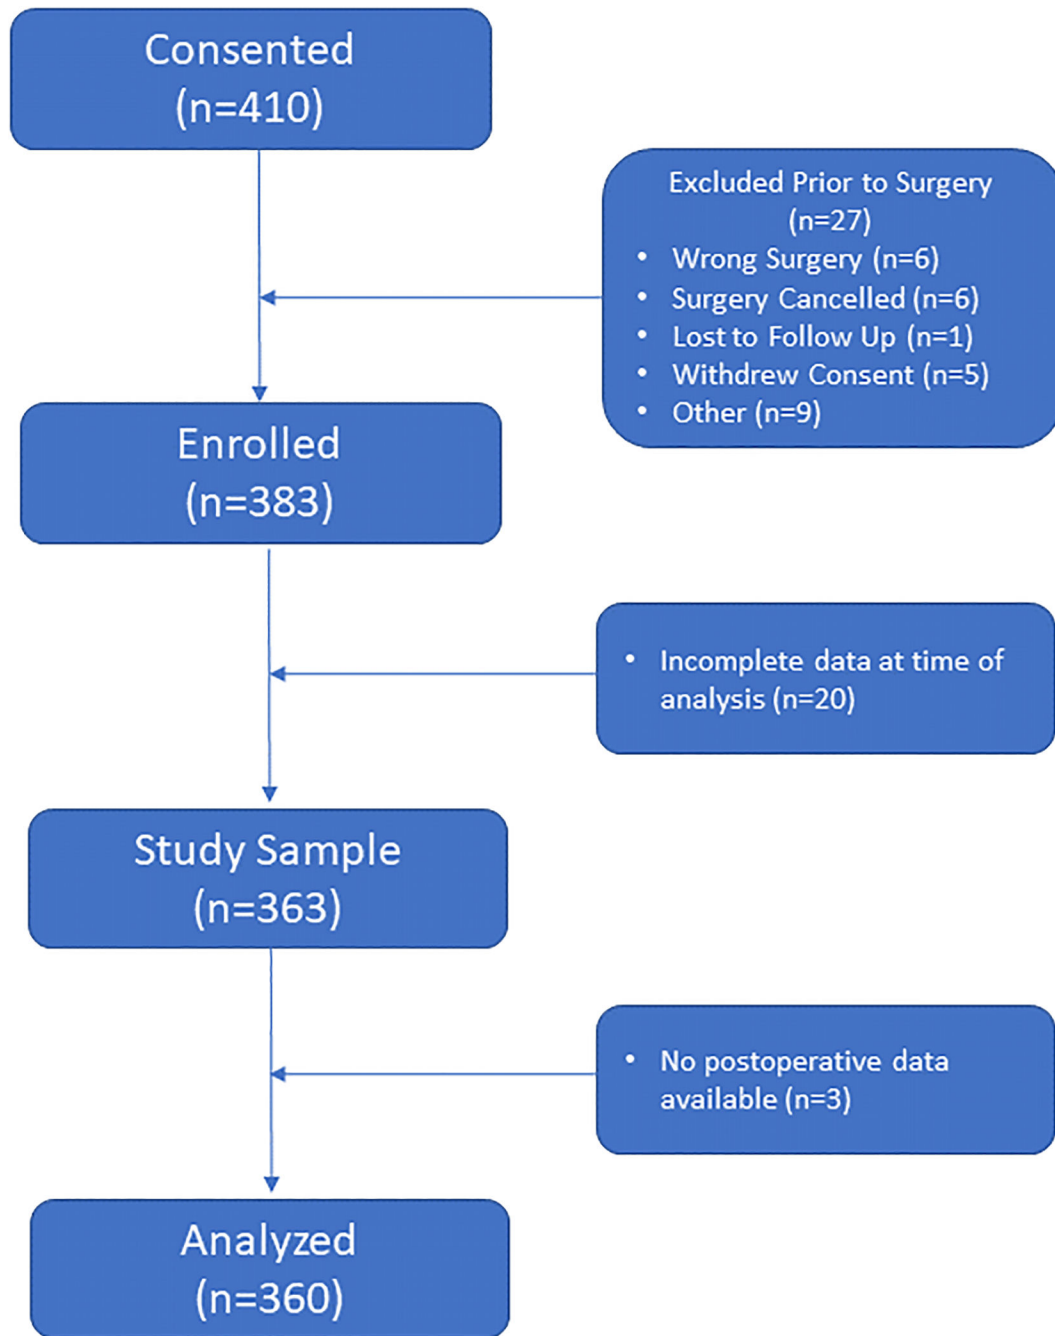 Consented
(n=410)
Excluded Prior to Surgery
(n=27)
• Wrong Surgery (n=6)
• Surgery Cancelled (n=6)
• Lost to Follow Up (n=1)
• Withdrew Consent (n=5)
• Other (n=9)
Enrolled
(n=383)
• Incomplete data at time of
analysis (n=20)
Study Sample
(n=363)
• No postoperative data
available (n=3)
Analyzed
(n=360)